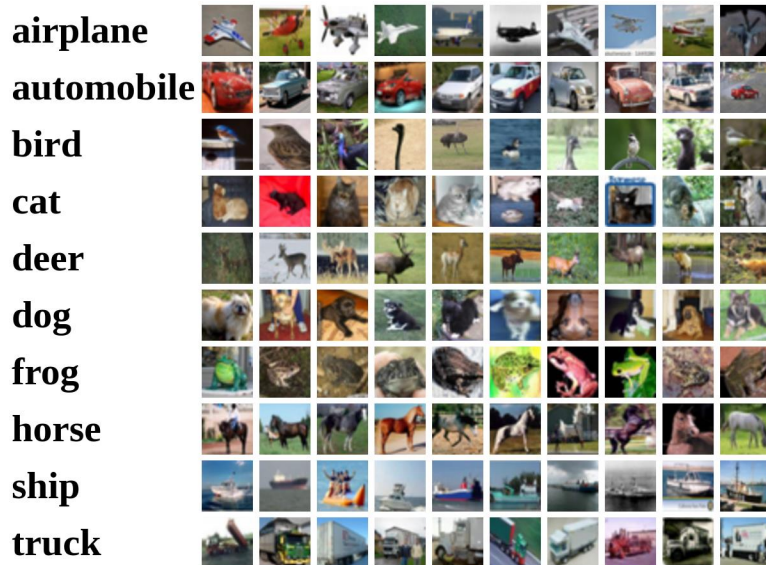 airplane
automobile
bird
cat
deer
dog
frog
horse
ship
truck